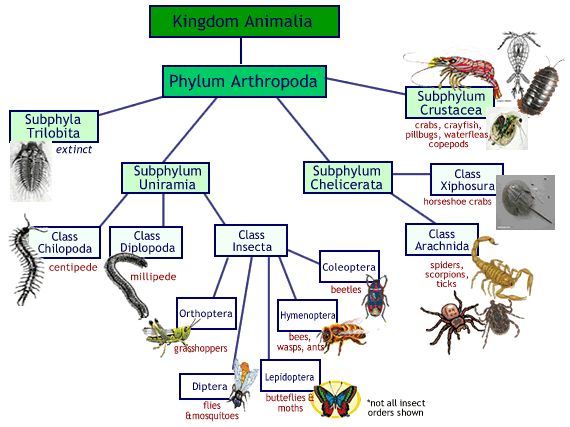 Kingdom Animalia
Phylum Arthropoda
Subphyla
Trilobita
extinct
Subphylum
Crustacea
crabs, crayfish,
pillbugs, waterfleas,
copepods
Subphylum
Uniramia
Subphylum
Chelicerata
Class
Xiphosura
horseshoe crabs
Class
Chilopoda
centipede
Class
Diplopoda
millipede
Class
Insecta
Class
Arachnida
spiders,
scorpions,
ticks
Coleoptera
beetles
Orthoptera
grasshoppers
Hymenoptera
bees,
wasps, ants
Diptera
flies
&mosquitoes
Lepidoptera
buteflies &
moths
*not all insect
orders shown